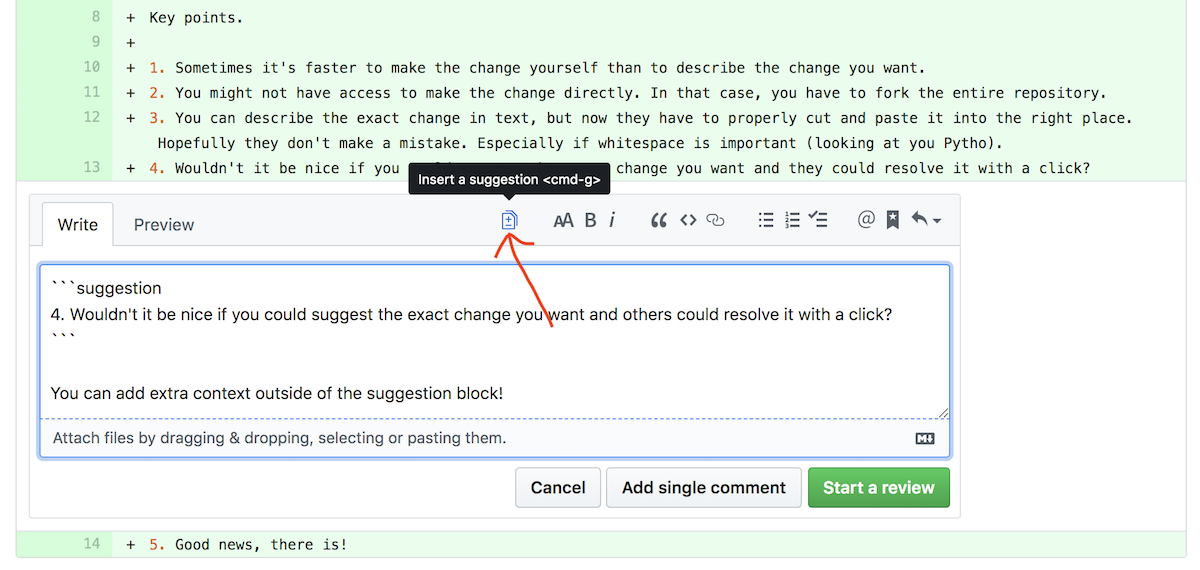 8 + Key points.
9 +
10 + 1. Sometimes it's faster to make the change yourself than to describe the change you want.
11 + 2. You might not have access to make the change directly. In that case, you have to fork the entire repository.
12 + 3. You can describe the exact change in text, but now they have to properly cut and paste it into the right place.
Hopefully they don't make a mistake. Especially if whitespace is important (looking at you Pytho).
13 + 4. Wouldn't it be nice if you change you want and they could resolve it with a click?
Insert a suggestion <cmd-g>
Write Preview AA B i @
```suggestion
4. Wouldn't it be nice if you could suggest the exact change you want and others could resolve it with a click?
```
You can add extra context outside of the suggestion block!
Attach files by dragging & dropping, selecting or pasting them. M
Cancel Add single comment Start a review
14 + 5. Good news, there is!